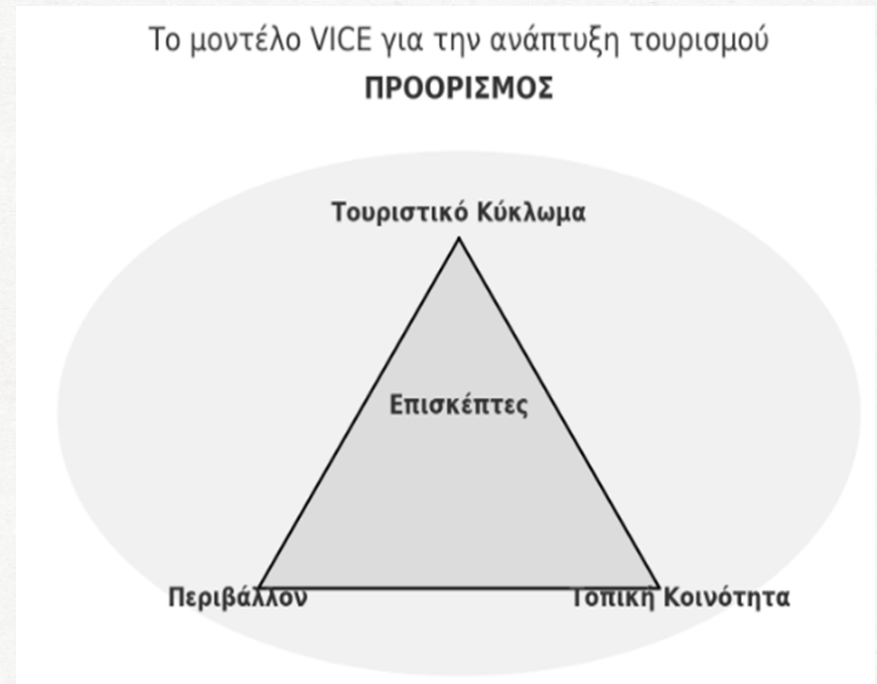 Το μοντέλο VICE για την ανάπτυξη τουρισμού
ΠΡΟΟΡΙΣΜΟΣ
Τουριστικό Κύκλωμα
Επισκέπτες
Περιβάλλον
Τοπική Κοινότητα